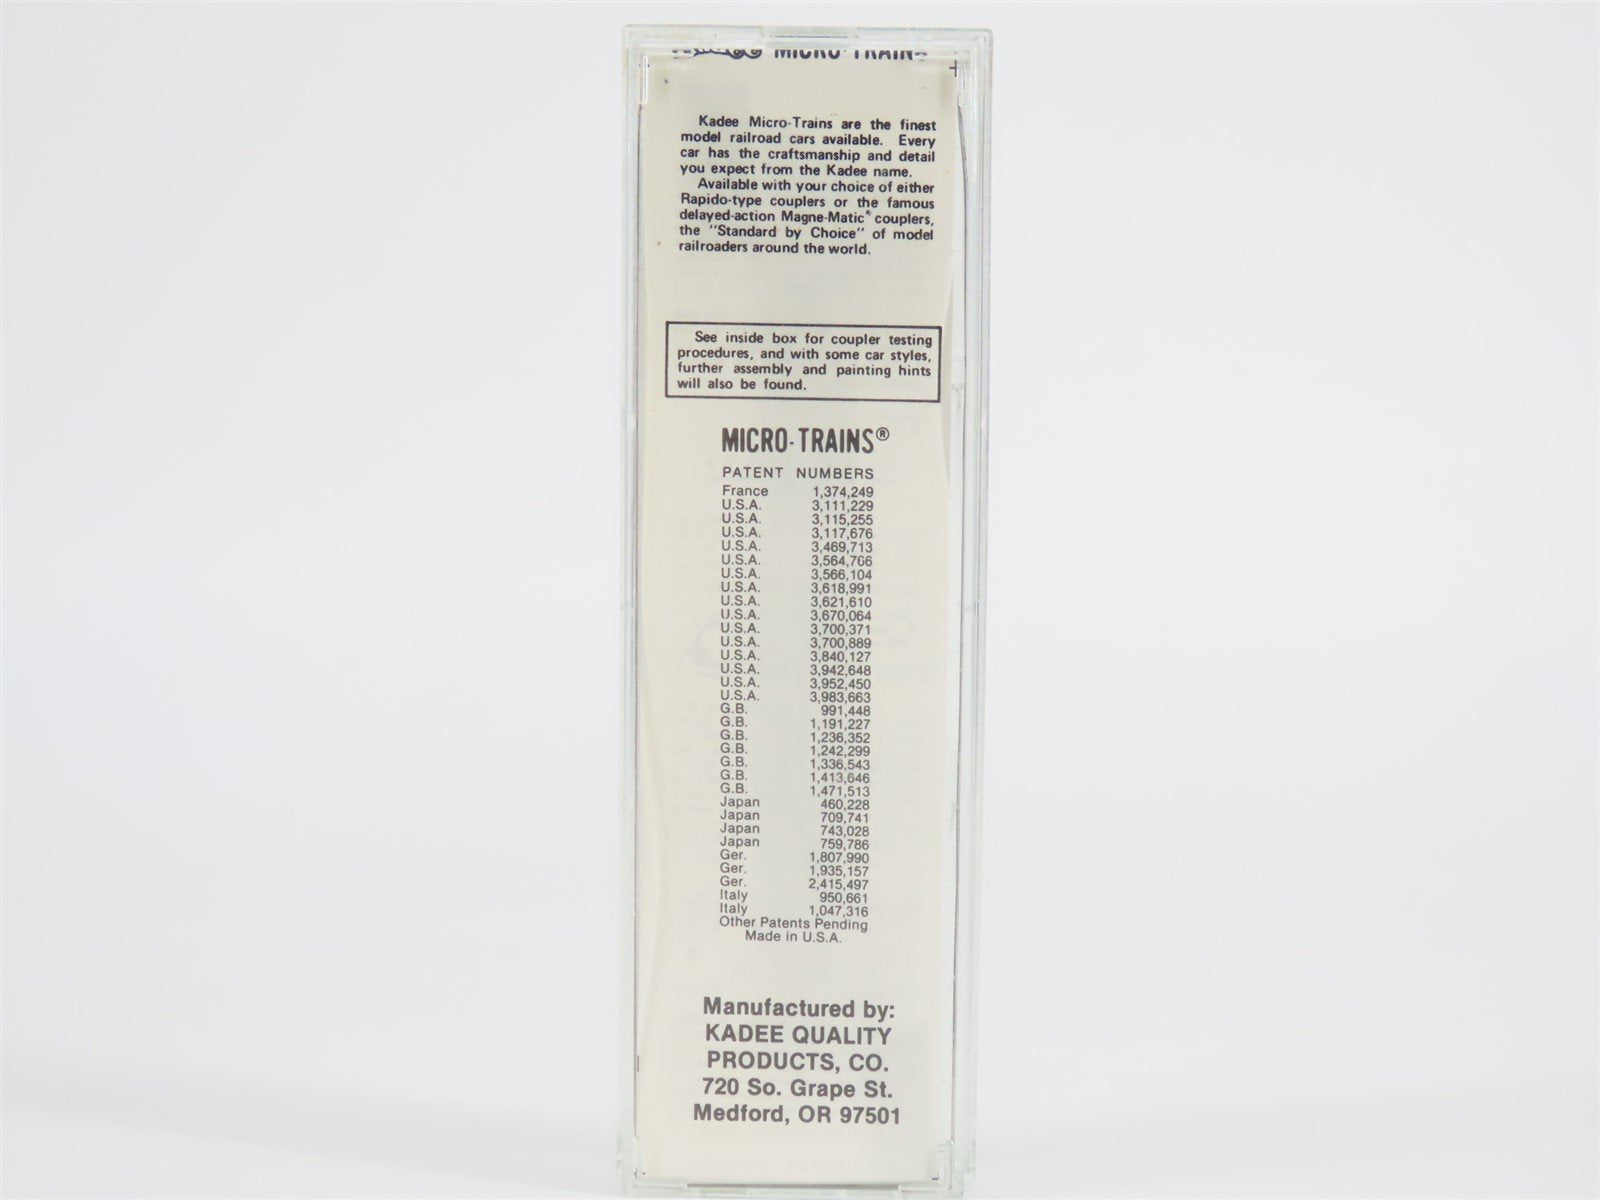 MICRO-TRAINS
Kadee Micro-Trains are the finest
model railroad cars available. Every
car has the craftsmanship and detail
you expect from the Kadee name.
Available with your choice of either
Rapido-type couplers or the famous
delayed-action Magne-Matic® couplers,
the "Standard by Choice" of model
railroaders around the world.
See inside box for coupler testing
procedures, and with some car styles,
further assembly and painting hints
will also be found.
MICRO-TRAINS®
PATENT NUMBERS
France 1,374,249
U.S.A. 3,111,229
U.S.A. 3,115,255
U.S.A. 3,117,676
U.S.A. 3,469,713
U.S.A. 3,564,766
U.S.A. 3,566,104
U.S.A. 3,618,991
U.S.A. 3,621,610
U.S.A. 3,670,064
U.S.A. 3,700,371
U.S.A. 3,700,889
U.S.A. 3,840,127
U.S.A. 3,942,648
U.S.A. 3,952,450
U.S.A. 3,983,663
G.B. 991,448
G.B. 1,191,227
G.B. 1,236,352
G.B. 1,242,299
G.B. 1,336,543
G.B. 1,413,646
G.B. 1,471,513
Japan 460,228
Japan 709,741
Japan 743,028
Japan 759,786
Ger. 1,807,990
Ger. 1,935,157
Ger. 2,415,497
Italy 950,661
Italy 1,047,316
Other Patents Pending
Made in U.S.A.
Manufactured by:
KADEE QUALITY
PRODUCTS, CO.
720 So. Grape St.
Medford, OR 97501